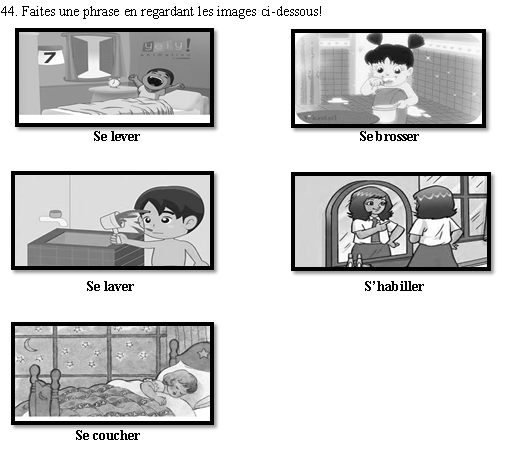 44. Faites une phrase en regardant les images ci-dessous!
7
Se lever
Se brosser
Se laver
S'habiller
Se coucher